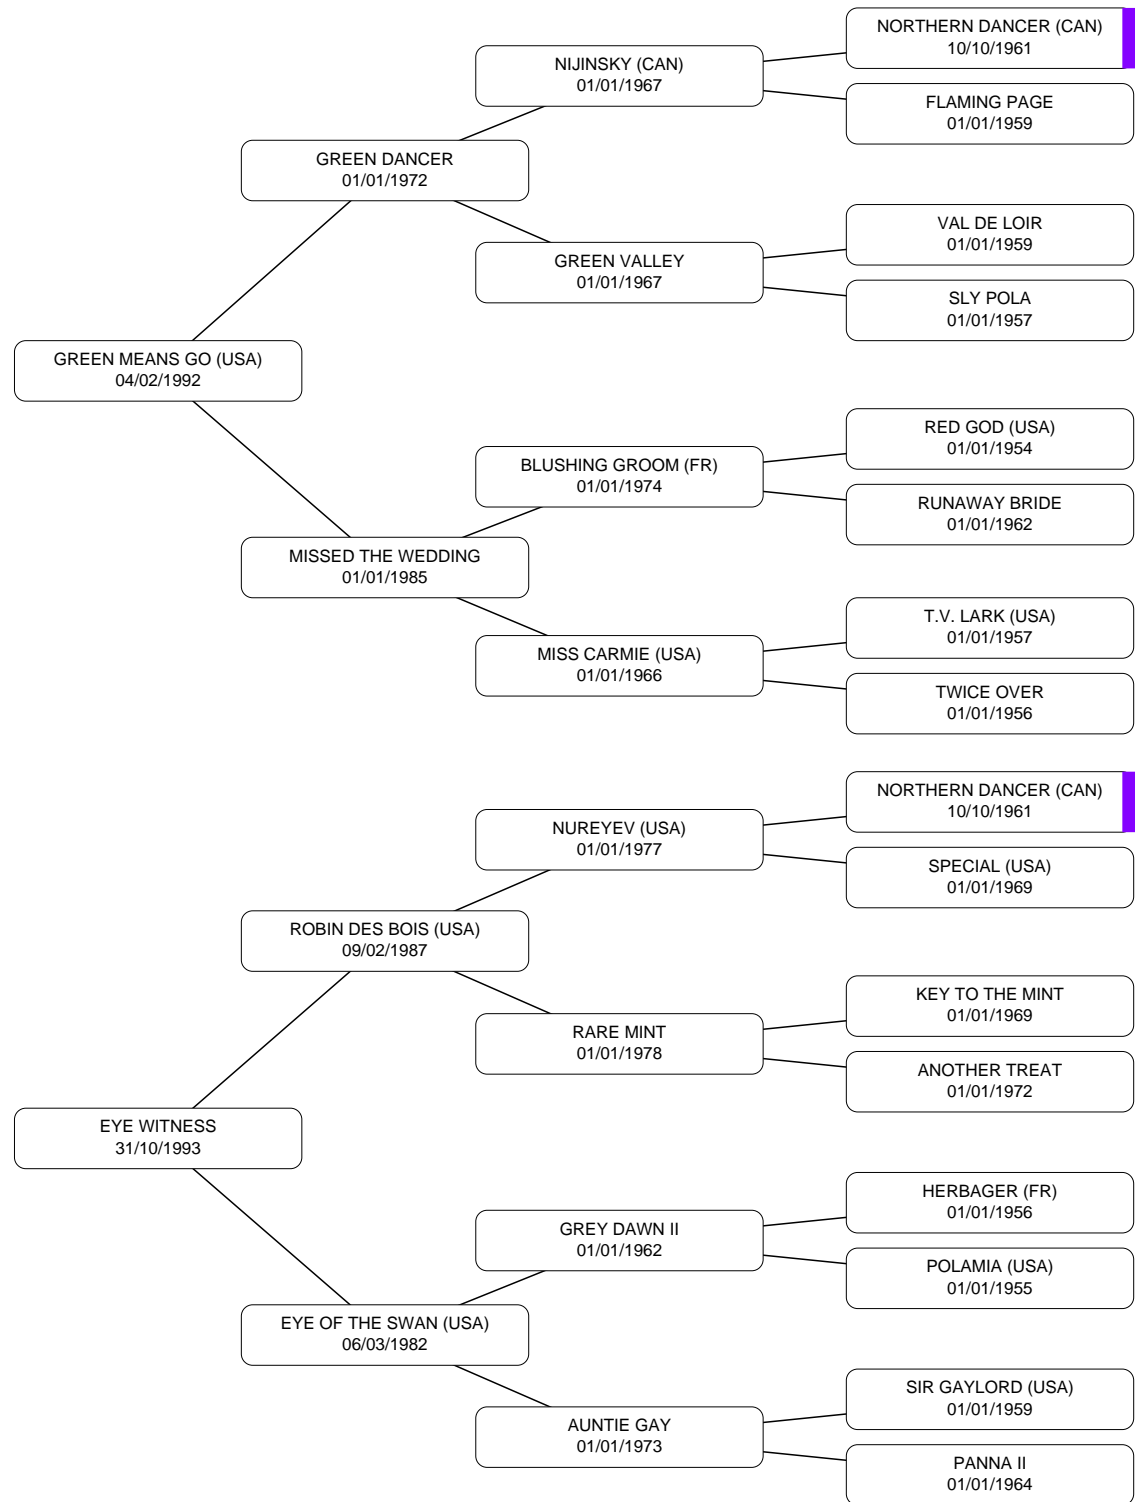 NORTHERN DANCER (CAN)
10/10/1961
NIJINSKY (CAN)
01/01/1967
FLAMING PAGE
01/01/1959
GREEN DANCER
01/01/1972
VAL DE LOIR
01/01/1959
GREEN VALLEY
01/01/1967
SLY POLA
01/01/1957
GREEN MEANS GO (USA)
04/02/1992
RED GOD (USA)
01/01/1954
BLUSHING GROOM (FR)
01/01/1974
RUNAWAY BRIDE
01/01/1962
MISSED THE WEDDING
01/01/1985
T.V. LARK (USA)
01/01/1957
MISS CARMIE (USA)
01/01/1966
TWICE OVER
01/01/1956
NORTHERN DANCER (CAN)
10/10/1961
NUREYEV (USA)
01/01/1977
SPECIAL (USA)
01/01/1969
ROBIN DES BOIS (USA)
09/02/1987
KEY TO THE MINT
01/01/1969
RARE MINT
01/01/1978
ANOTHER TREAT
01/01/1972
EYE WITNESS
31/10/1993
HERBAGER (FR)
01/01/1956
GREY DAWN II
01/01/1962
POLAMIA (USA)
01/01/1955
EYE OF THE SWAN (USA)
06/03/1982
SIR GAYLORD (USA)
01/01/1959
AUNTIE GAY
01/01/1973
PANNA II
01/01/1964